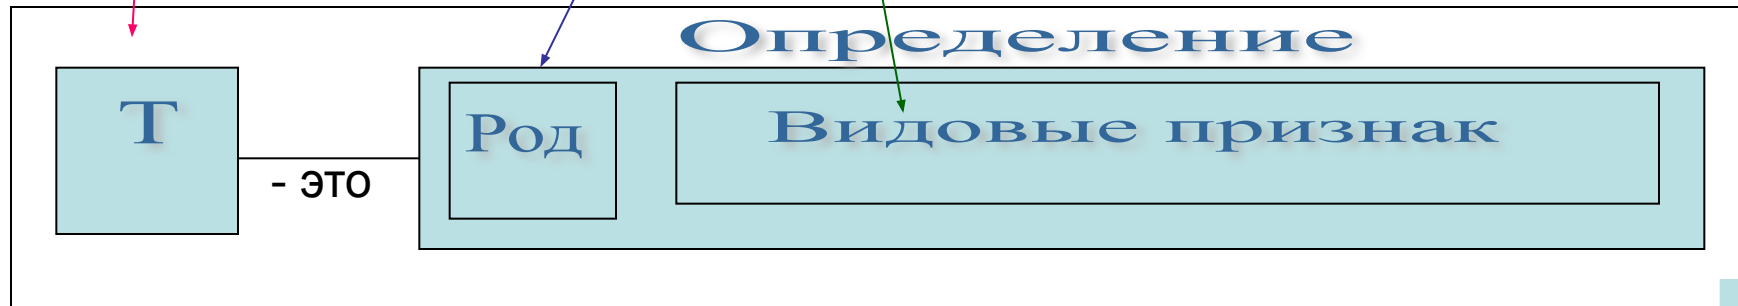 Определение
Т
- это
Род
Видовые признак